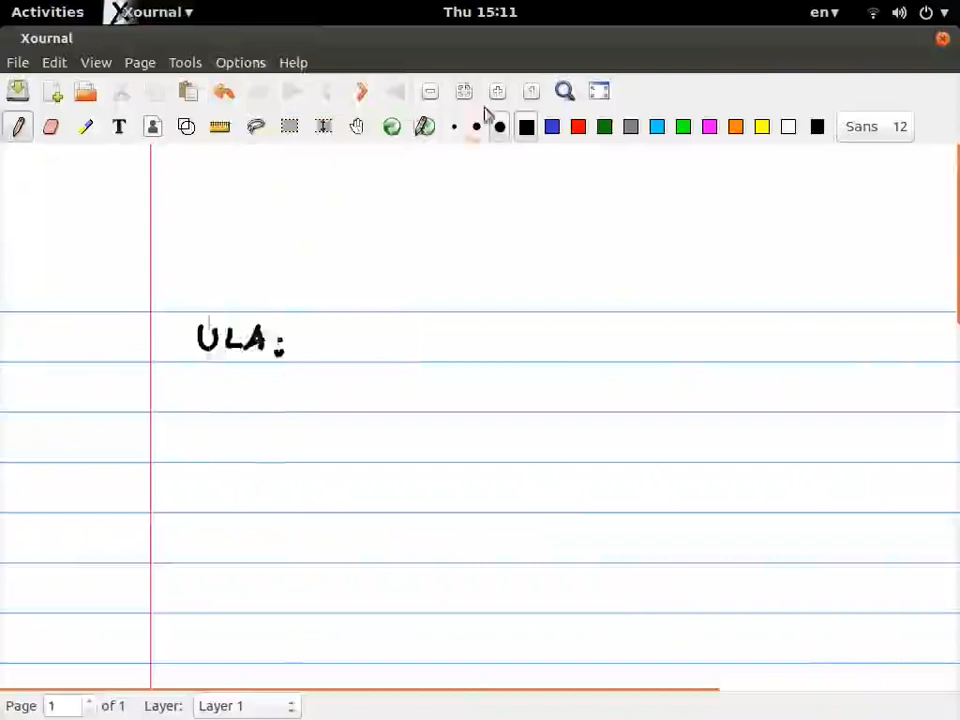 Activities Xournal ▾ Thu 15:11 en ▾
Xournal
File Edit View Page Tools Options Help
Sans 12
ULA:
Page 1 of 1 Layer: Layer 1